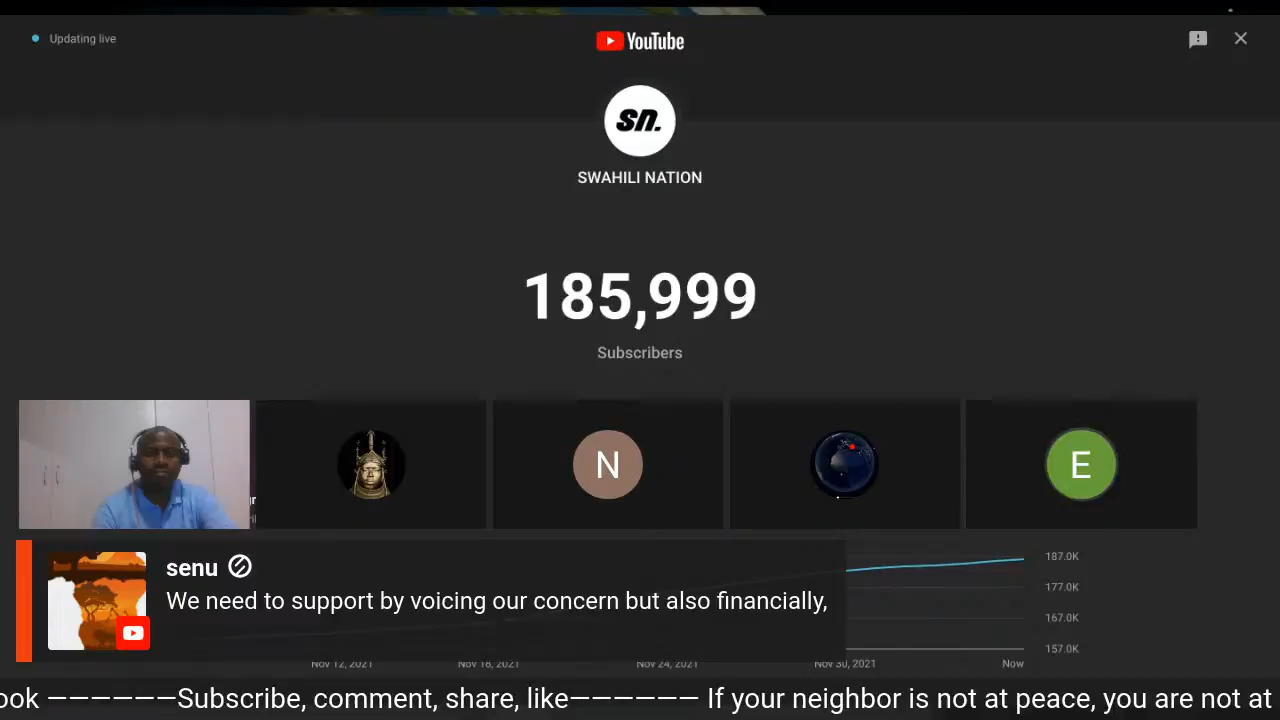 Updating live
YouTube
sn.
SWAHILI NATION
185,999
Subscribers
N
E
senu
We need to support by voicing our concern but also financially,
187.0K
177.0K
167.0K
157.0K
Nov 12, 2021 Nov 18, 2021 Nov 24, 2021 Nov 30, 2021 Now
ook ——————Subscribe, comment, share, like—————— If your neighbor is not at peace, you are not at